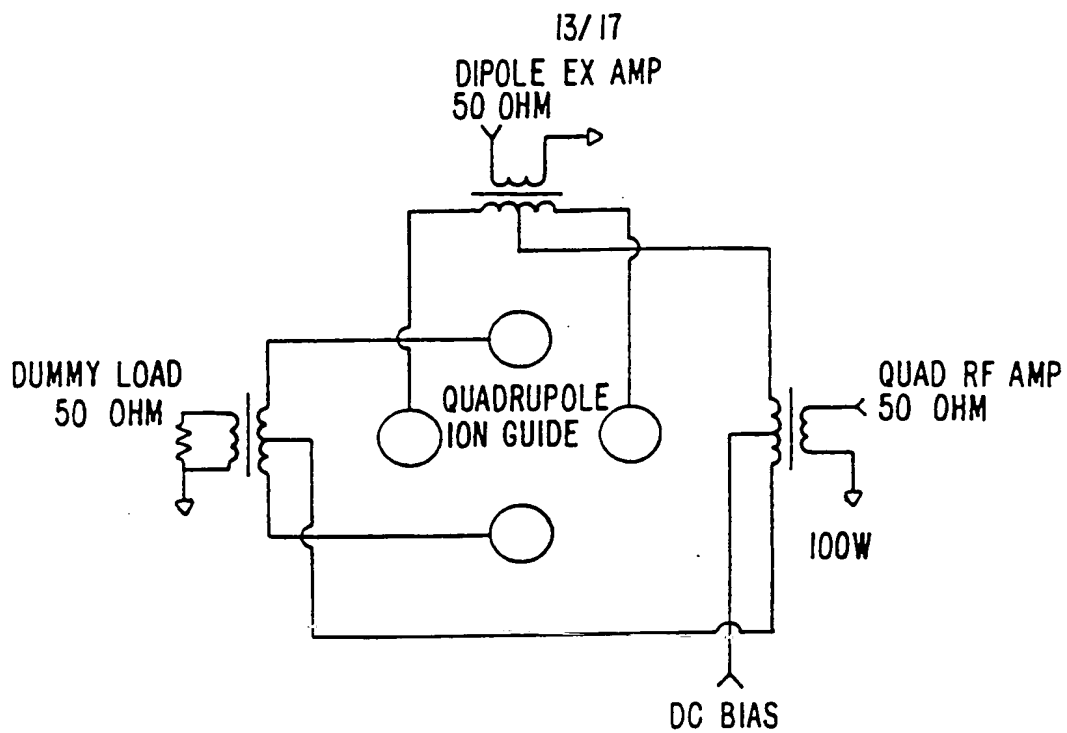 13/17
DIPOLE EX AMP
50 OHM
DUMMY LOAD
50 OHM
QUADRUPOLE
ION GUIDE
QUAD RF AMP
50 OHM
100W
DC BIAS